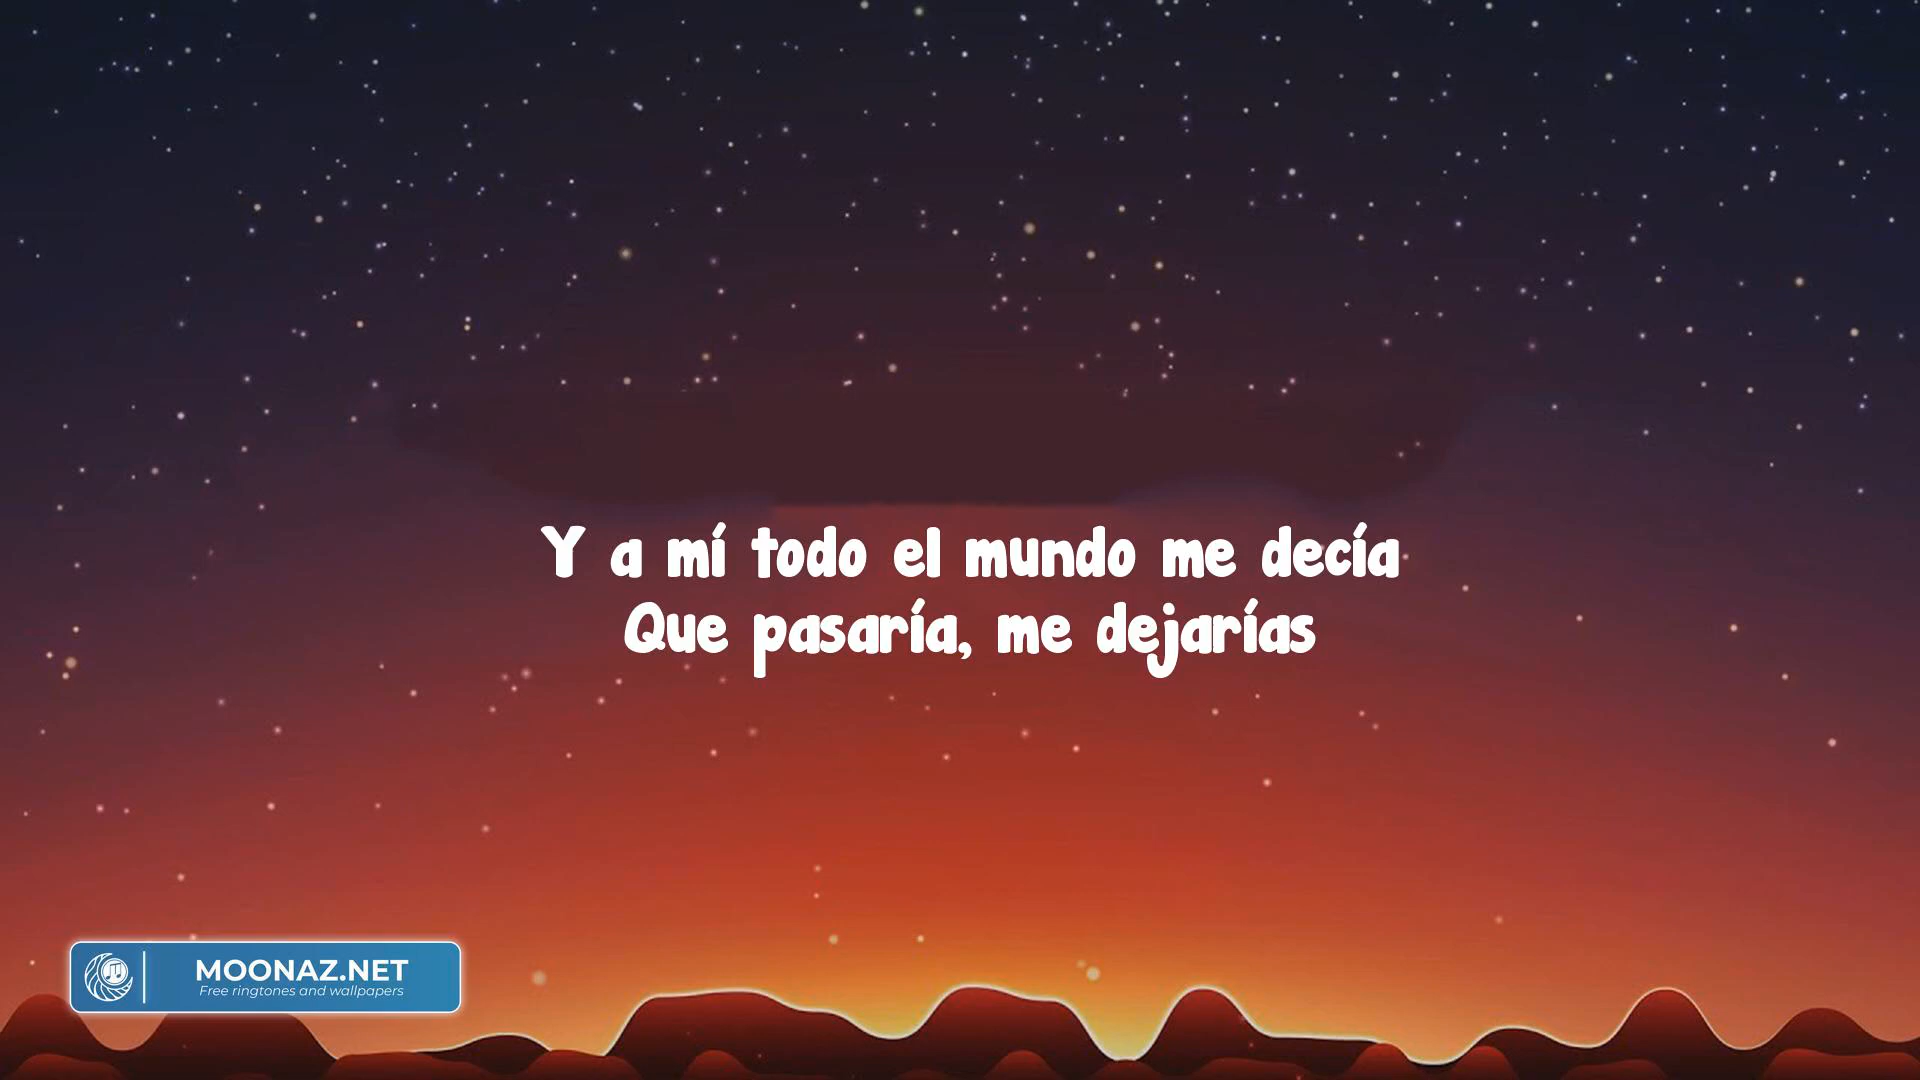 Y a mí todo el mundo me decía
Que pasaría, me dejarías
MOONAZ.NET
Free ringtones and wallpapers